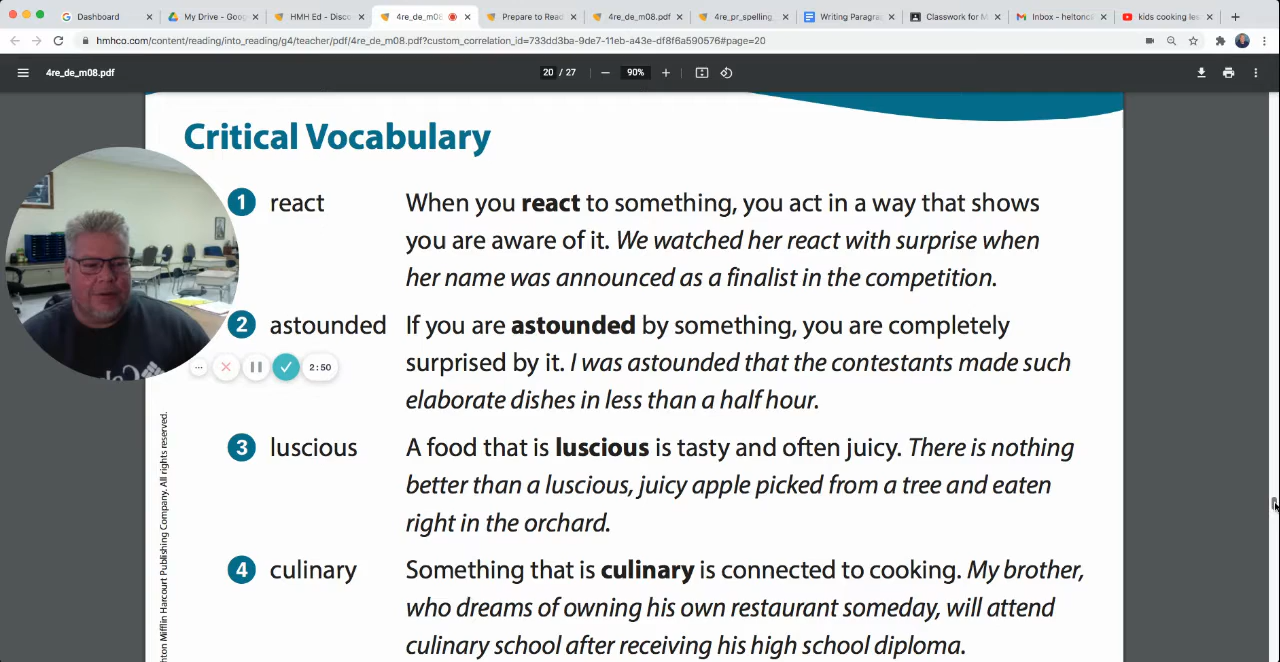 Dashboard
My Drive - Goog
HMH Ed - Disco
4re_de_m08
Prepare to Read
4re_de_m08.pdf
4re_pr_spelling_
Writing Paragra
Classwork for M
Inbox - heltonci
kids cooking les
hmhco.com/content/reading/into_reading/g4/teacher/pdf/4re_de_m08.pdf?custom_correlation_id=733dd3ba-9de7-11eb-a43e-df8f6a590576#page=20
4re_de_m08.pdf
20 / 27
90%
Critical Vocabulary
1 react
When you react to something, you act in a way that shows
you are aware of it. We watched her react with surprise when
her name was announced as a finalist in the competition.
2 astounded
If you are astounded by something, you are completely
surprised by it. I was astounded that the contestants made such
elaborate dishes in less than a half hour.
2:50
3 luscious
A food that is luscious is tasty and often juicy. There is nothing
better than a luscious, juicy apple picked from a tree and eaten
right in the orchard.
4 culinary
Something that is culinary is connected to cooking. My brother,
who dreams of owning his own restaurant someday, will attend
culinary school after receiving his high school diploma.
hton Mifflin Harcourt Publishing Company. All rights reserved.